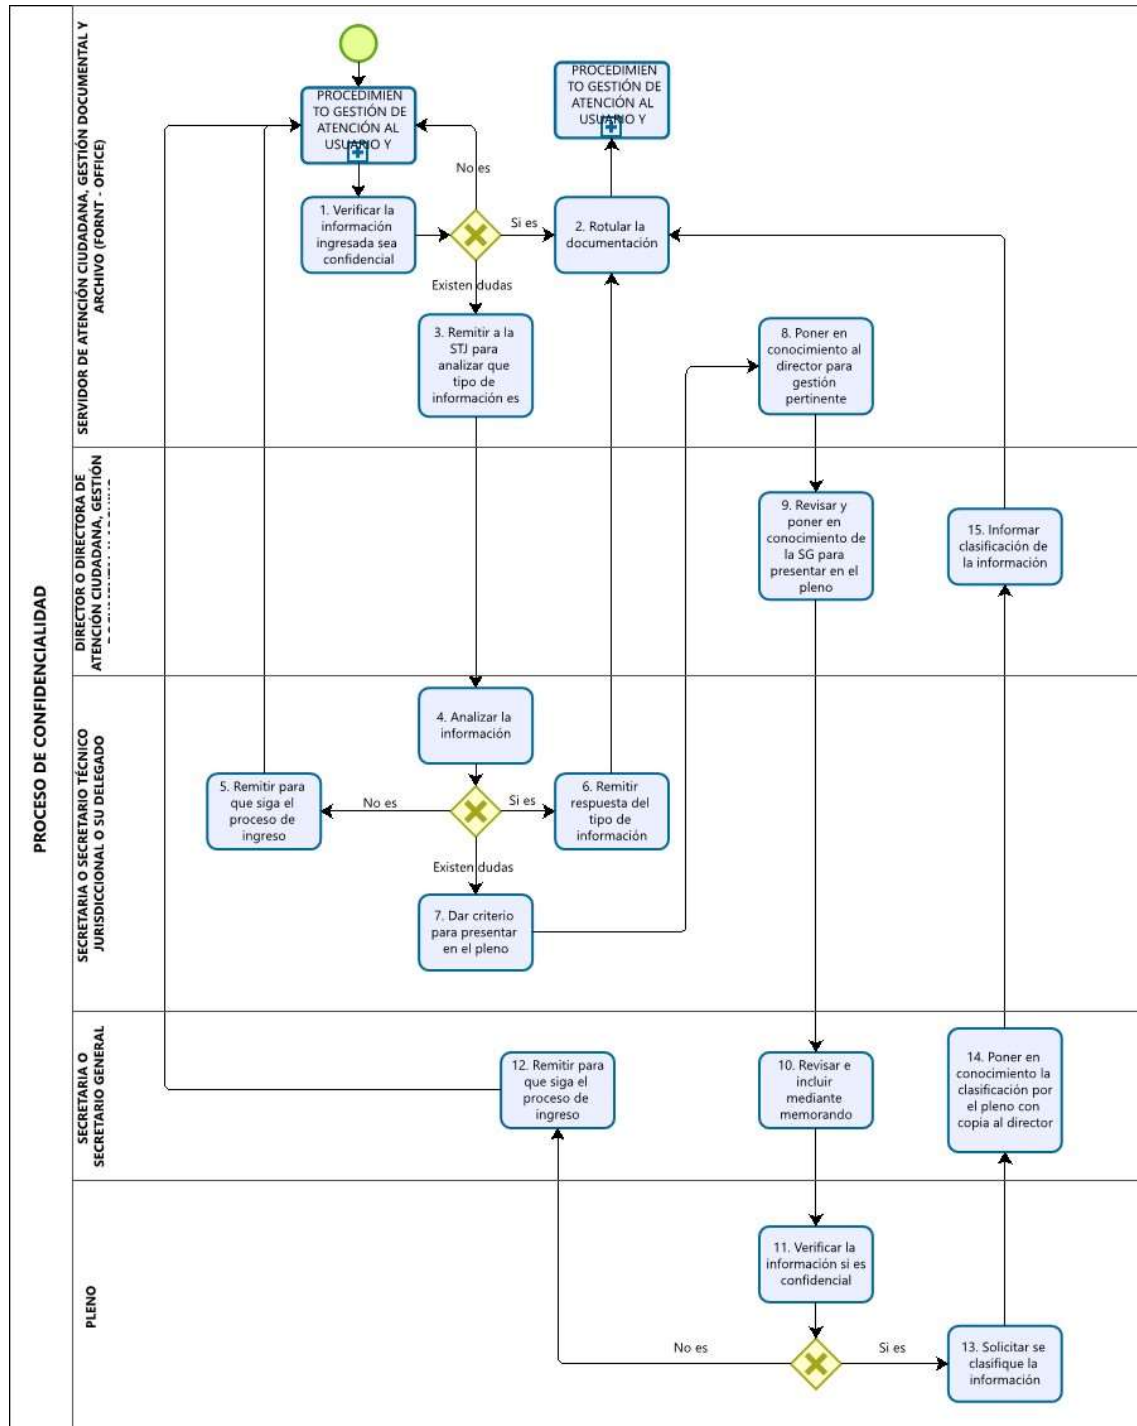 PROCESO DE CONFIDENCIALIDAD
SERVIDOR DE ATENCIÓN CIUDADANA, GESTIÓN DOCUMENTAL Y
ARCHIVO (FORNT - OFFICE)
PROCEDIMIEN
TO GESTIÓN DE
ATENCIÓN AL
USUARIO Y
PROCEDIMIEN
TO GESTIÓN DE
ATENCIÓN AL
USUARIO Y
No es
1. Verificar la
información
ingresada sea
confidencial
Si es
2. Rotular la
documentación
Existen dudas
3. Remitir a la
STJ para
analizar que
tipo de
información es
8. Poner en
conocimiento al
director para
gestión
pertinente
DIRECTOR O DIRECTORA DE
ATENCIÓN CIUDADANA, GESTIÓN
9. Revisar y
poner en
conocimiento de
la SG para
presentar en el
pleno
15. Informar
clasificación de
la información
SECRETARIA O SECRETARIO TÉCNICO
JURISDICCIONAL O SU DELEGADO
4. Analizar la
información
5. Remitir para
que siga el
proceso de
ingreso
No es
Si es
6. Remitir
respuesta del
tipo de
información
Existen dudas
7. Dar criterio
para presentar
en el pleno
SECRETARIA O
SECRETARIO GENERAL
12. Remitir para
que siga el
proceso de
ingreso
10. Revisar e
incluir
mediante
memorando
14. Poner en
conocimiento la
clasificación por
el pleno con
copia al director
PLENO
11. Verificar la
información si es
confidencial
No es
Si es
13. Solicitar se
clasifique la
información